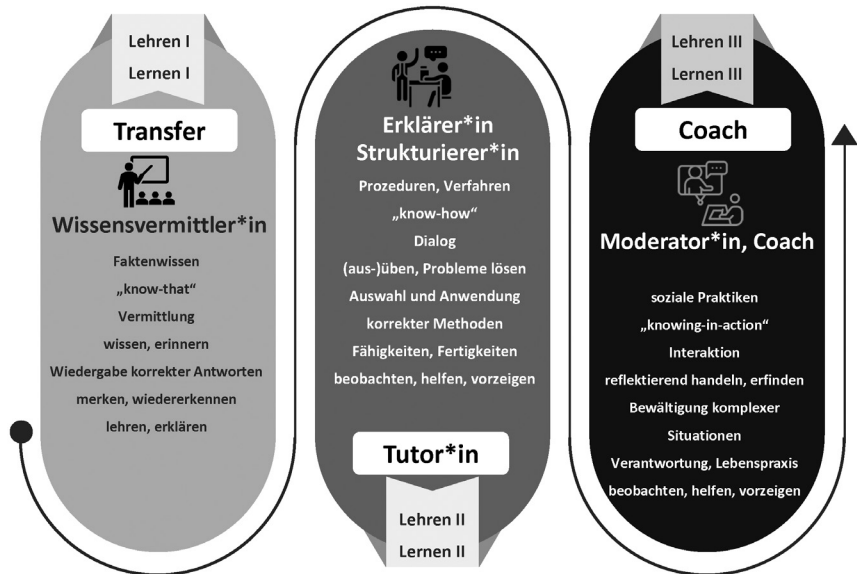 Lehren I
Lernen I
Transfer
Wissensvermittler*in
Faktenwissen
„know-that“
Vermittlung
wissen, erinnern
Wiedergabe korrekter Antworten
merken, wiedererkennen
lehren, erklären
Erklärer*in
Strukturierer*in
Prozeduren, Verfahren
„know-how“
Dialog
(aus-)üben, Probleme lösen
Auswahl und Anwendung
korrekter Methoden
Fähigkeiten, Fertigkeiten
beobachten, helfen, vorzeigen
Tutor*in
Lehren II
Lernen II
Lehren III
Lernen III
Coach
Moderator*in, Coach
soziale Praktiken
„knowing-in-action“
Interaktion
reflektierend handeln, erfinden
Bewältigung komplexer
Situationen
Verantwortung, Lebenspraxis
beobachten, helfen, vorzeigen